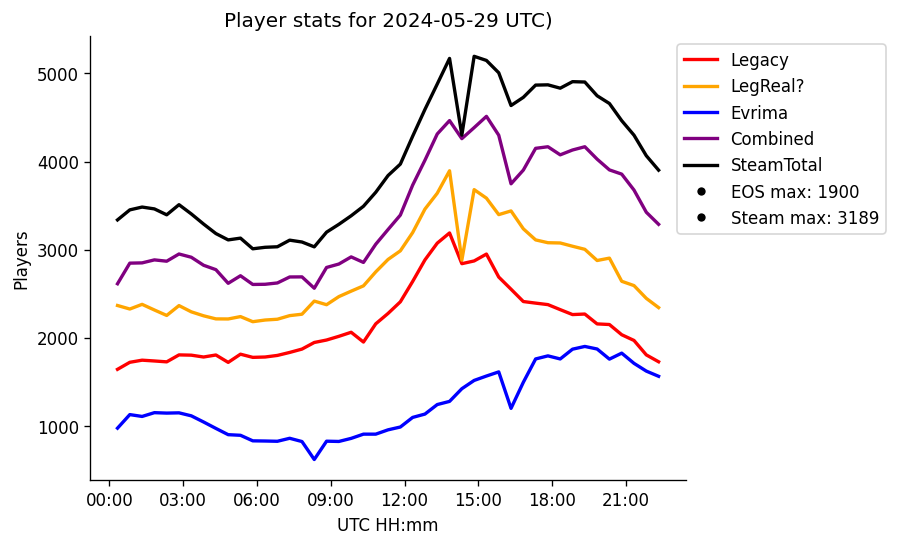 Player stats for 2024-05-29 UTC)
Legacy
LegReal?
Evrima
Combined
SteamTotal
EOS max: 1900
Steam max: 3189
5000
4000
3000
2000
1000
Players
00:00 03:00 06:00 09:00 12:00 15:00 18:00 21:00
UTC HH:mm